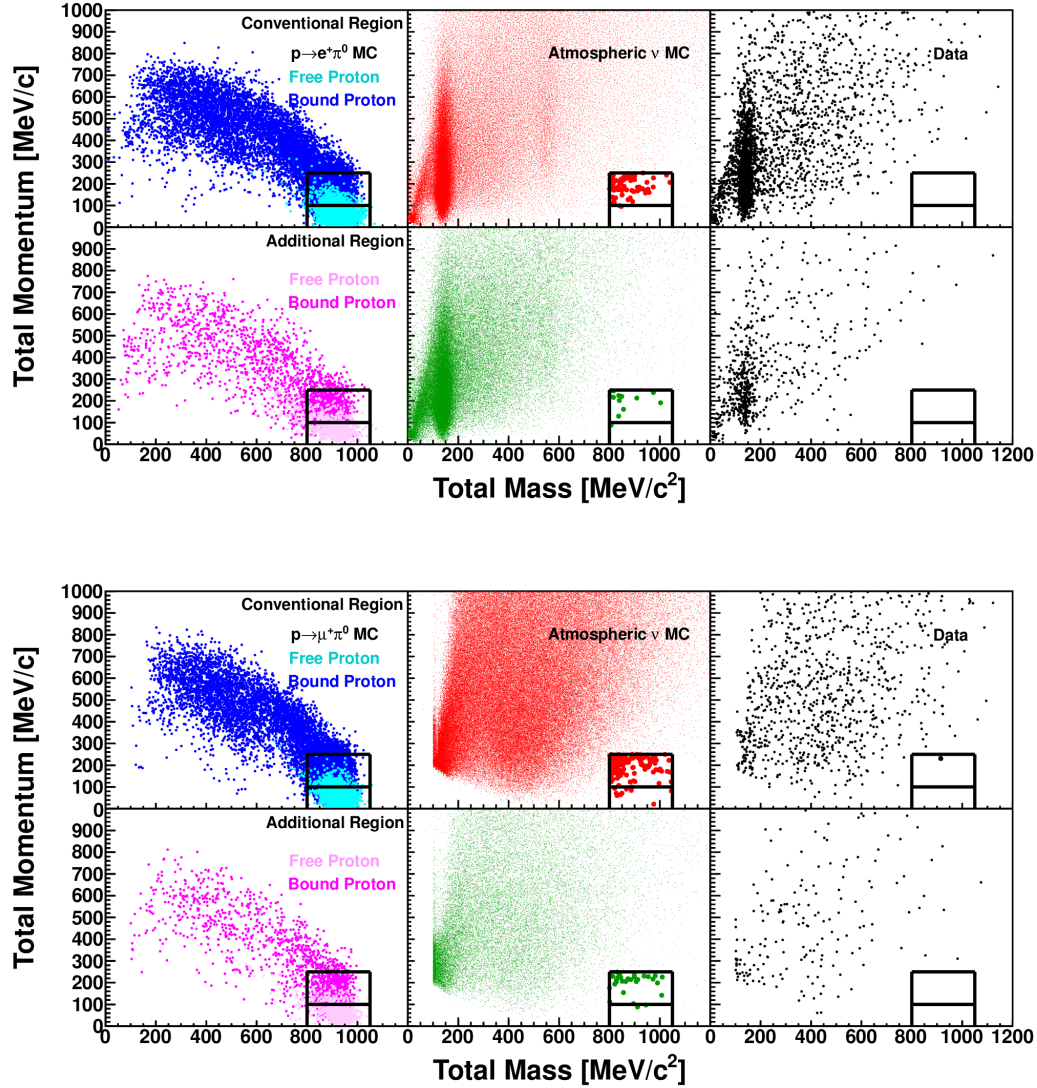 Conventional Region
p→e⁺π⁰ MC
Free Proton
Bound Proton
Atmospheric ν MC
Data
1000
900
800
700
600
500
400
300
200
100
0
Additional Region
Free Proton
Bound Proton
900
800
700
600
500
400
300
200
100
0
0 200 400 600 800 1000
0 200 400 600 800 1000
0 200 400 600 800 1000 1200
Total Momentum [MeV/c]
Total Mass [MeV/c²]
Conventional Region
p→μ⁺π⁰ MC
Free Proton
Bound Proton
Atmospheric ν MC
Data
1000
900
800
700
600
500
400
300
200
100
0
Additional Region
Free Proton
Bound Proton
900
800
700
600
500
400
300
200
100
0
0 200 400 600 800 1000
0 200 400 600 800 1000
0 200 400 600 800 1000 1200
Total Momentum [MeV/c]
Total Mass [MeV/c²]